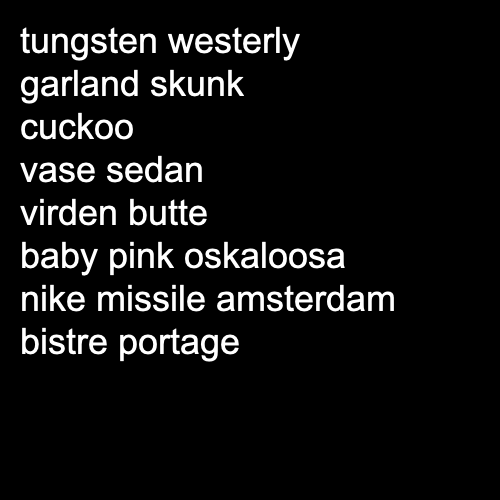 tungsten westerly
garland skunk
cuckoo
vase sedan
virden butte
baby pink oskaloosa
nike missile amsterdam
bistre portage